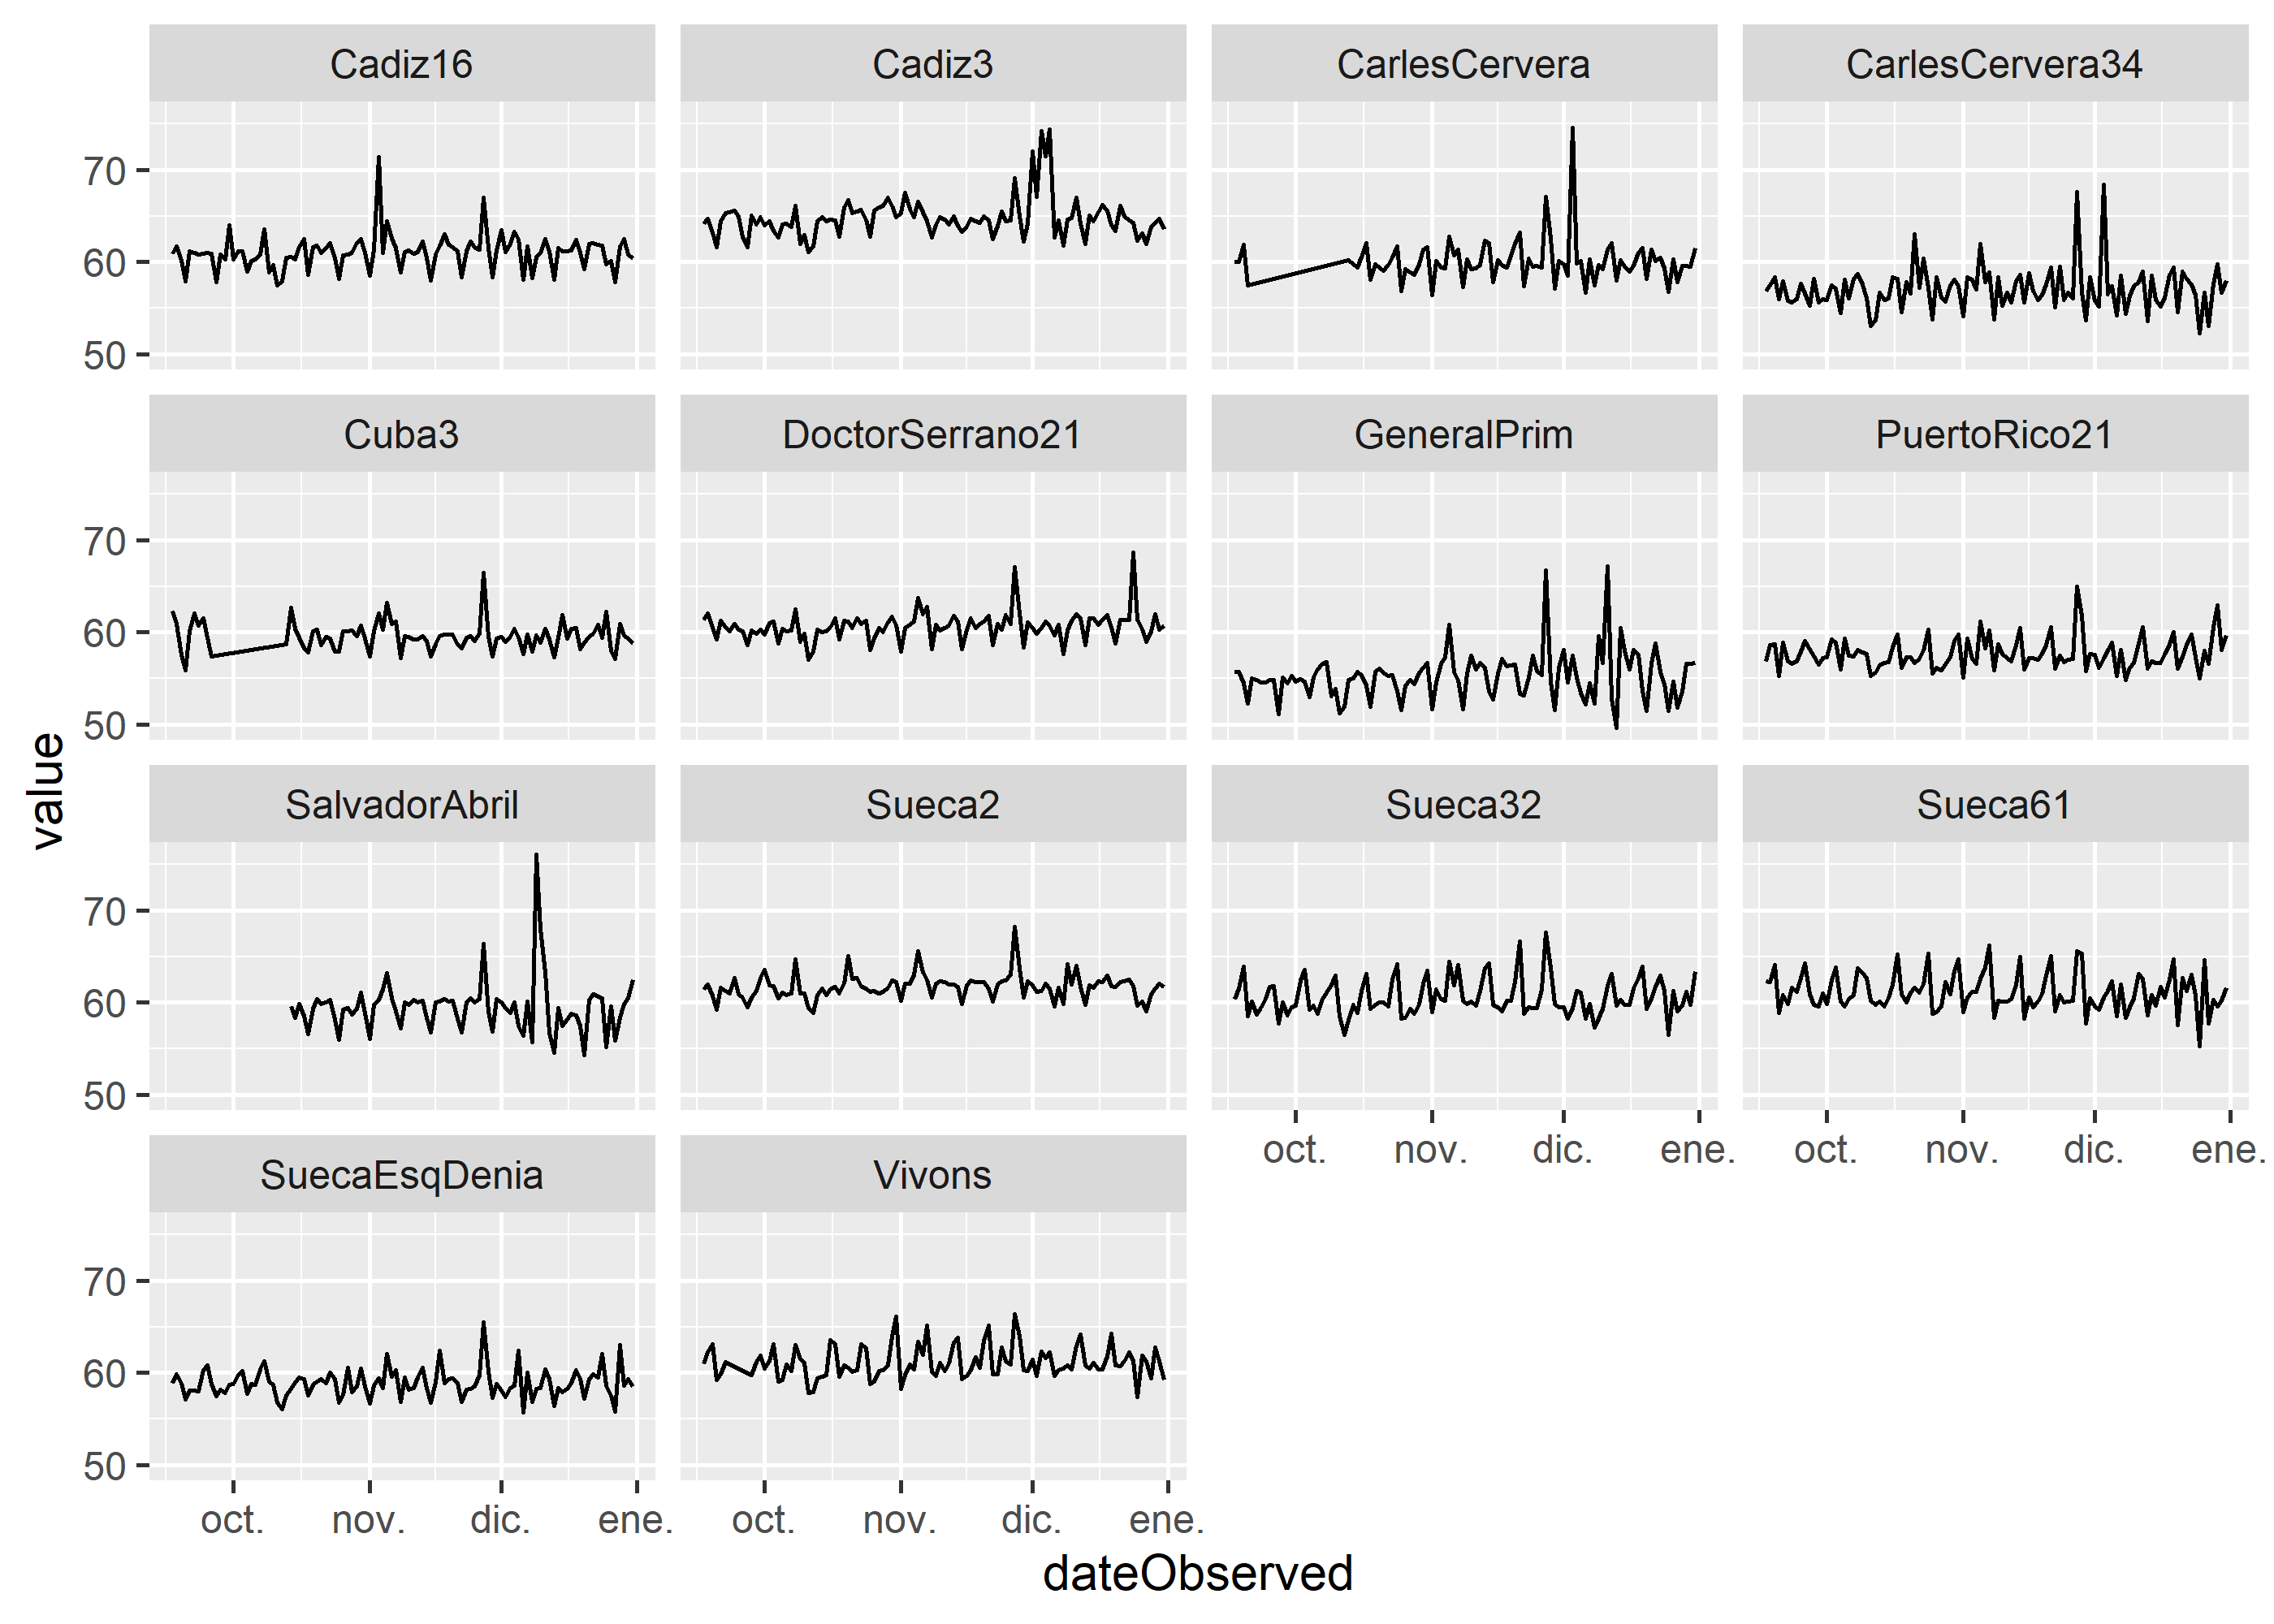 Cadiz16 Cadiz3 CarlesCervera CarlesCervera34
70
60
50
Cuba3 DoctorSerrano21 GeneralPrim PuertoRico21
70
60
50
value
SalvadorAbril Sueca2 Sueca32 Sueca61
70
60
50
oct. nov. dic. ene. oct. nov. dic. ene.
SuecaEsqDenia Vivons
70
60
50
oct. nov. dic. ene. oct. nov. dic. ene.
dateObserved